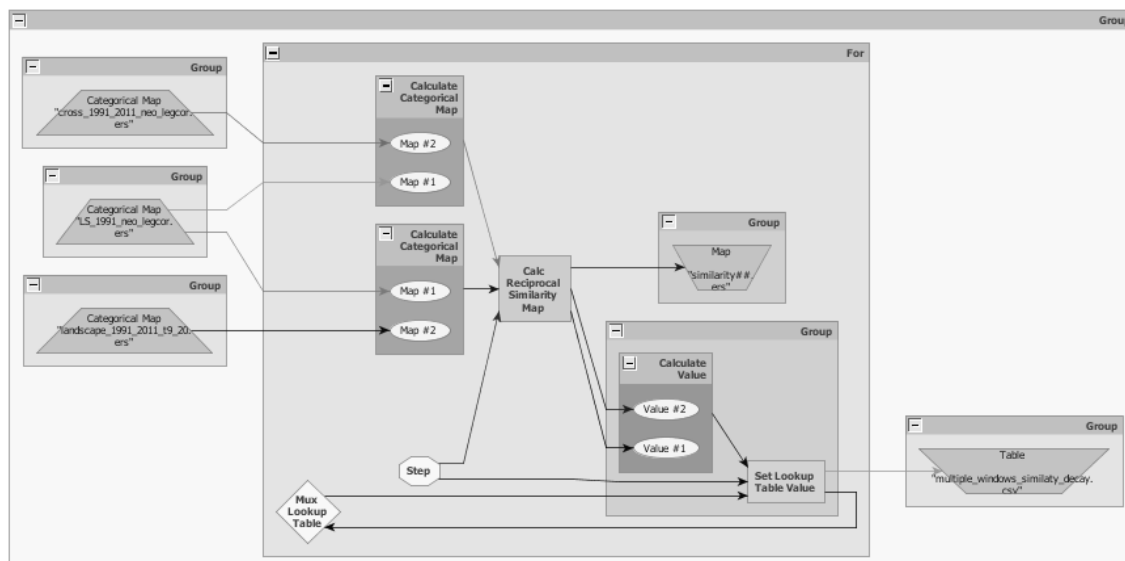 Group
For
Group
Categorical Map
"cross_1991_2011_neo_legcor.
ers"
Calculate
Categorical
Map
Map #2
Map #1
Group
Categorical Map
"LS_1991_neo_legcor.
ers"
Calculate
Categorical
Map
Map #1
Map #2
Group
Categorical Map
"landscape_1991_2011_t9_20.
ers"
Calc
Reciprocal
Similarity
Map
Group
Map
"similarity##.
ers"
Group
Calculate
Value
Value #2
Value #1
Step
Mux
Lookup
Table
Set Lookup
Table Value
Group
Table
"multiple_windows_similaty_decay.
csv"